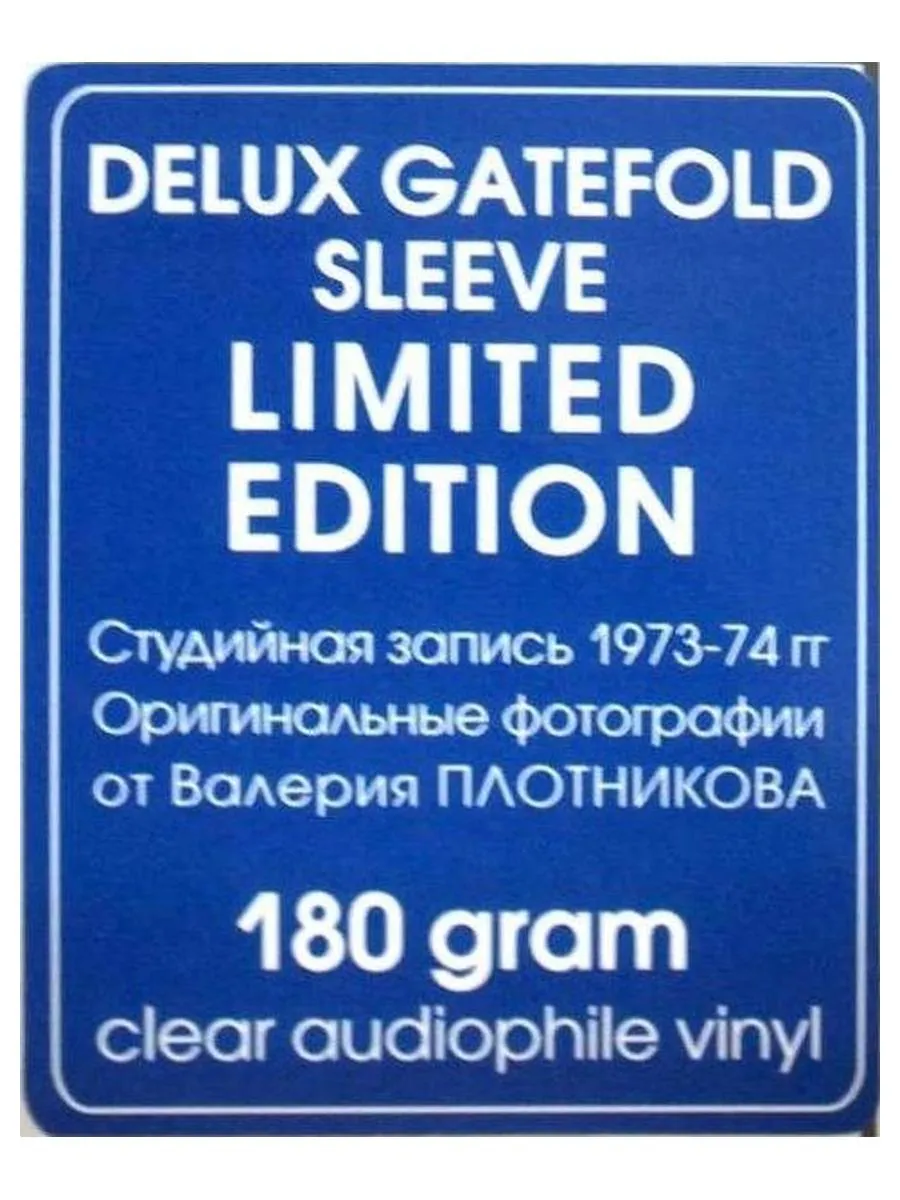 DELUX GATEFOLD
SLEEVE
LIMITED
EDITION
Студийная запись 1973-74 гг
Оригинальные фотографии
от Валерия ПЛОТНИКОВА
180 gram
clear audiophile vinyl